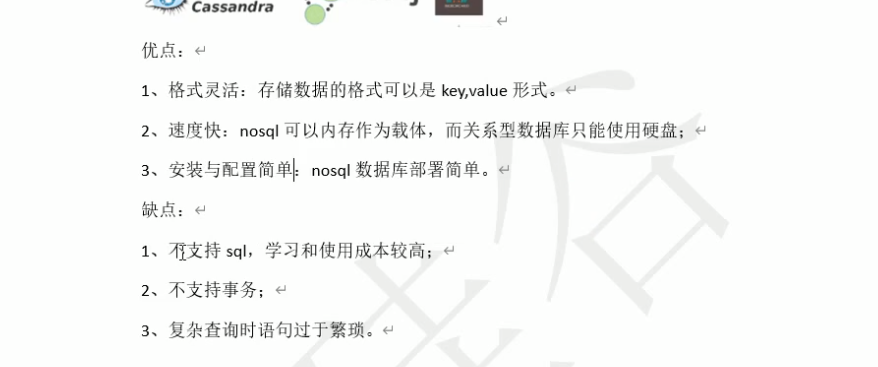 Cassandra
优点：
1、格式灵活：存储数据的格式可以是 key,value 形式。
2、速度快：nosql 可以内存作为载体，而关系型数据库只能使用硬盘；
3、安装与配置简单：nosql 数据库部署简单。
缺点：
1、不支持 sql，学习和使用成本较高；
2、不支持事务；
3、复杂查询时语句过于繁琐。